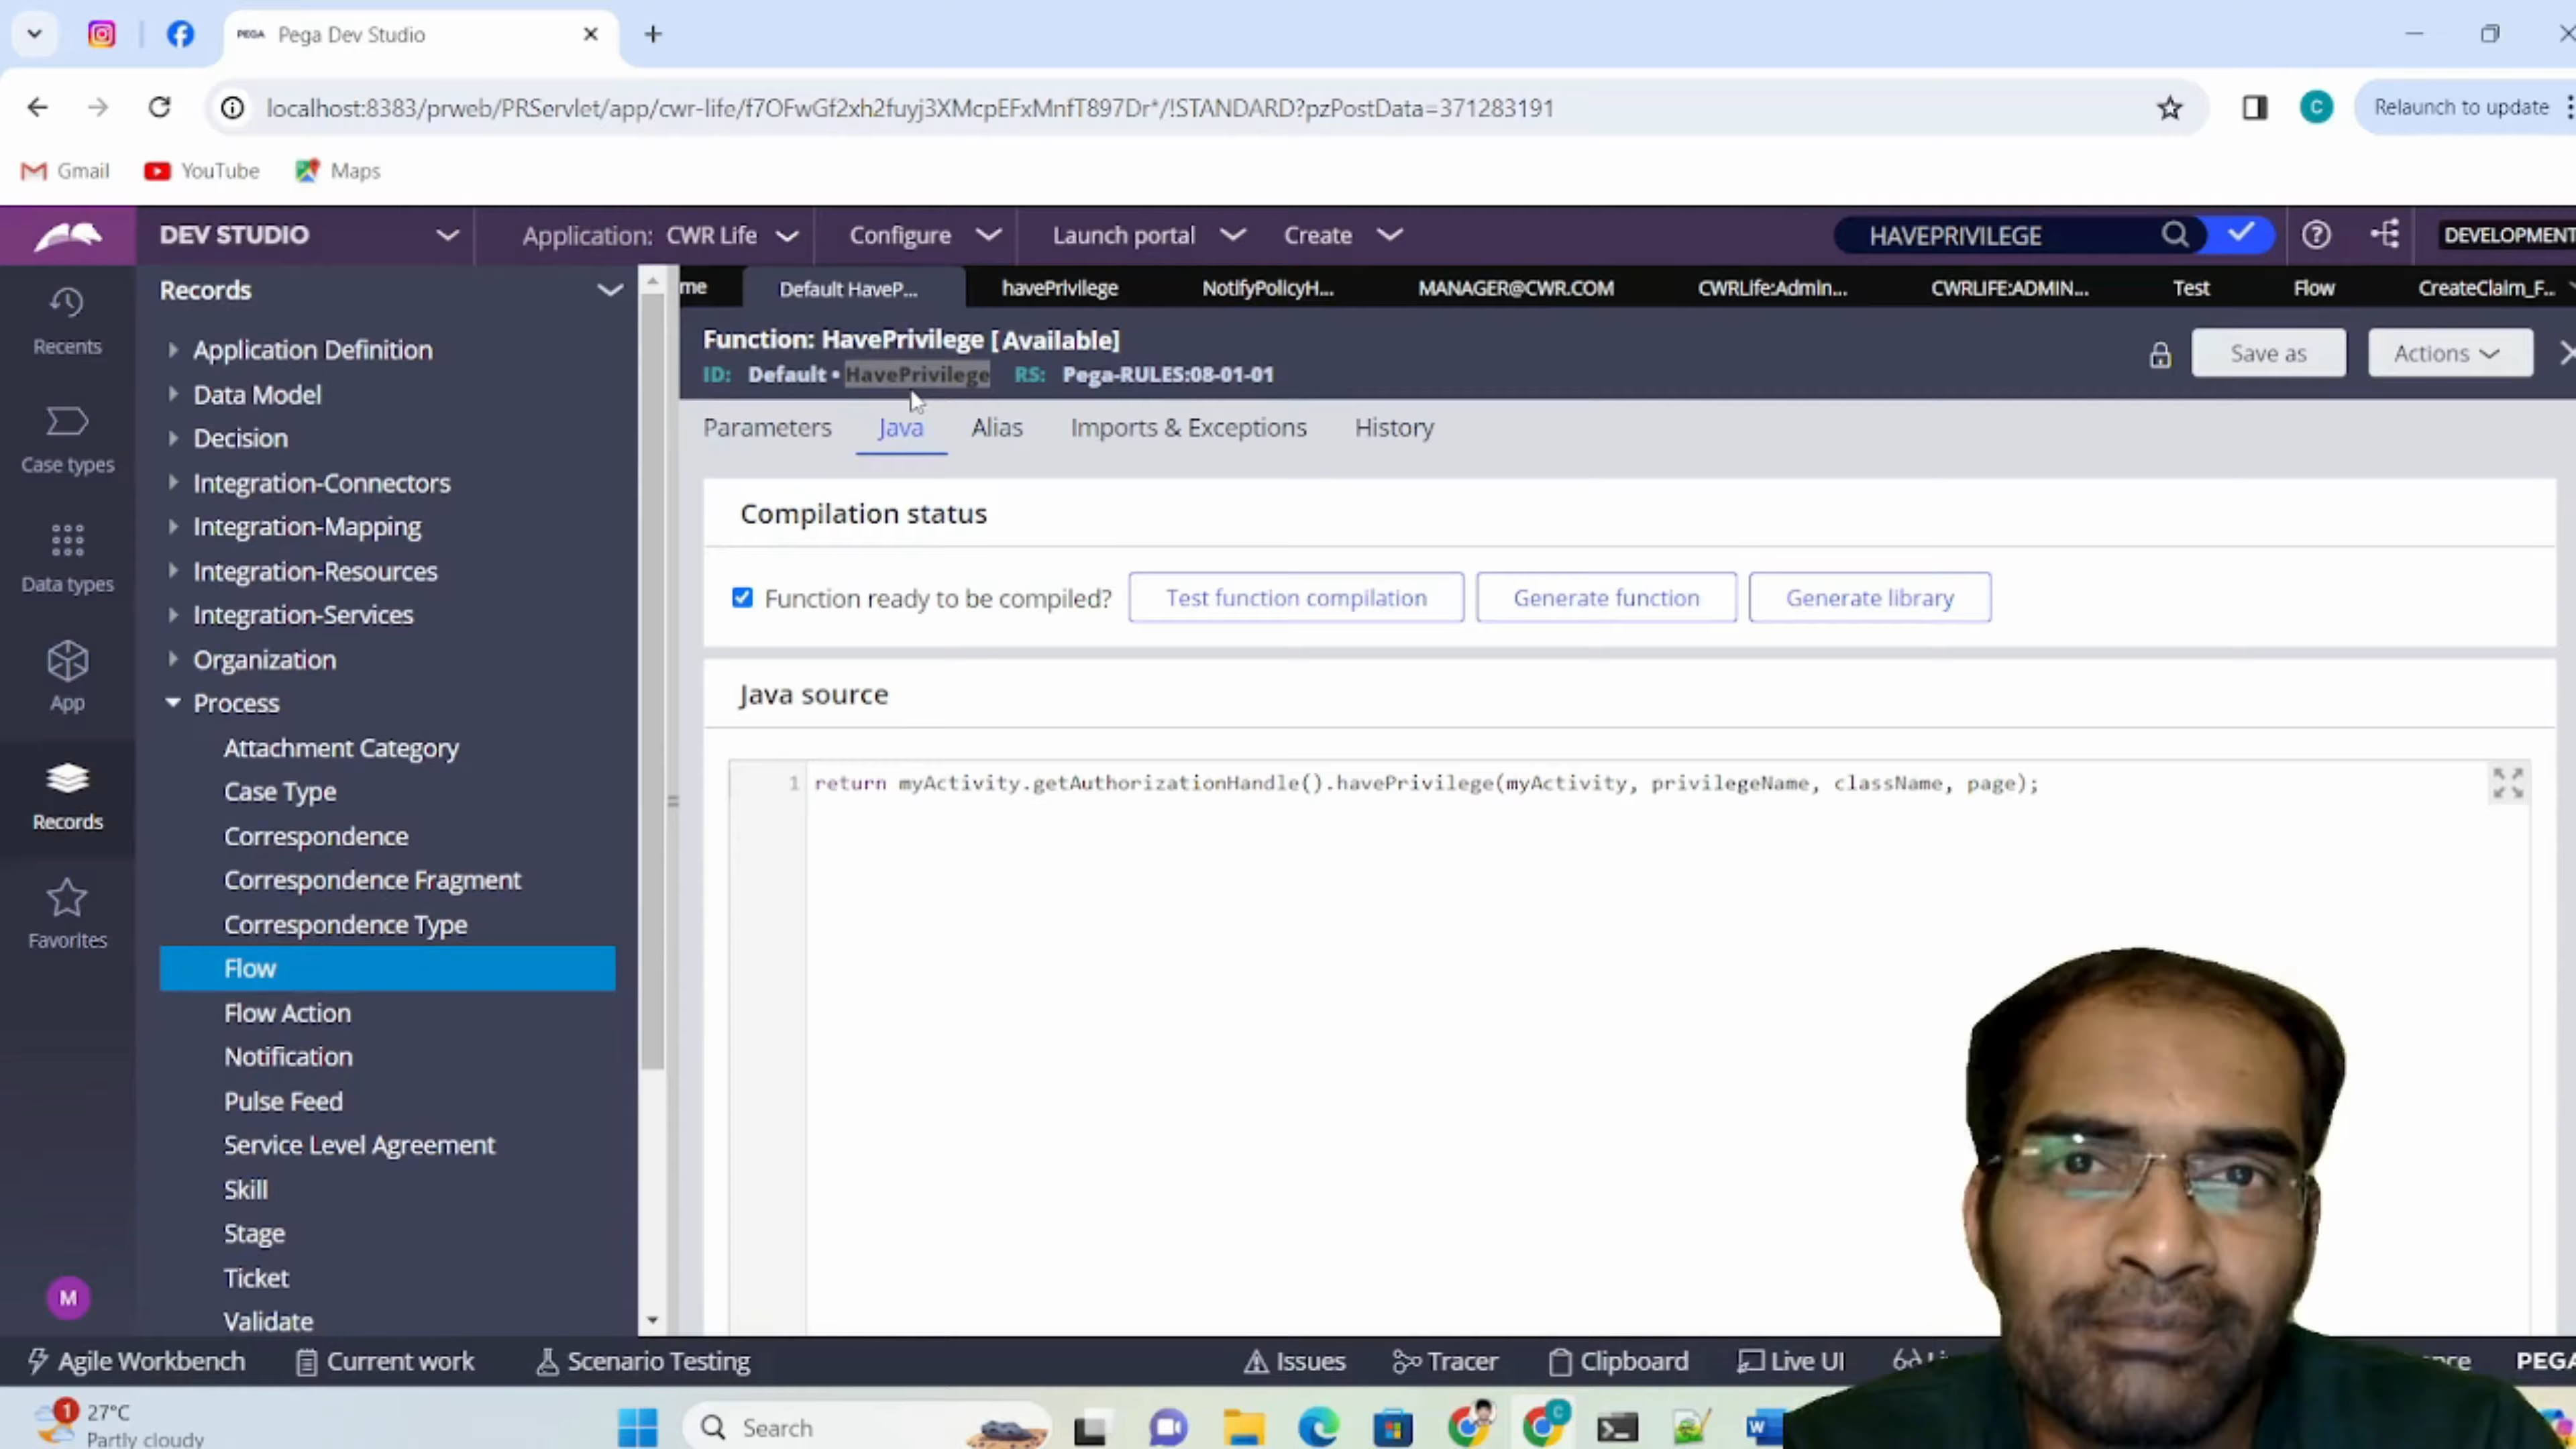 PEGA Pega Dev Studio
localhost:8383/prweb/PRServlet/app/cwr-life/f7OFwGf2xh2fuyj3XMcpEFxMnfT897Dr*/!STANDARD?pzPostData=371283191
C
Relaunch to update
Gmail YouTube Maps
DEV STUDIO
Application: CWR Life
Configure
Launch portal
Create
HAVEPRIVILEGE
DEVELOPMENT
Recents
Case types
Data types
App
Records
Favorites
M
Records
Application Definition
Data Model
Decision
Integration-Connectors
Integration-Mapping
Integration-Resources
Integration-Services
Organization
Process
Attachment Category
Case Type
Correspondence
Correspondence Fragment
Correspondence Type
Flow
Flow Action
Notification
Pulse Feed
Service Level Agreement
Skill
Stage
Ticket
Validate
me Default HaveP... havePrivilege NotifyPolicyH... MANAGER@CWR.COM CWRLife:Admin... CWRLIFE:ADMIN... Test Flow CreateClaim_F...
Function: HavePrivilege [Available]
ID: Default • HavePrivilege RS: Pega-RULES:08-01-01
Save as
Actions
Parameters Java Alias Imports & Exceptions History
Compilation status
Function ready to be compiled? Test function compilation Generate function Generate library
Java source
1 return myActivity.getAuthorizationHandle().havePrivilege(myActivity, privilegeName, className, page);
Agile Workbench Current work Scenario Testing Issues Tracer Clipboard Live UI PEGA
1
27°C
Partly cloudy
Search
C
W